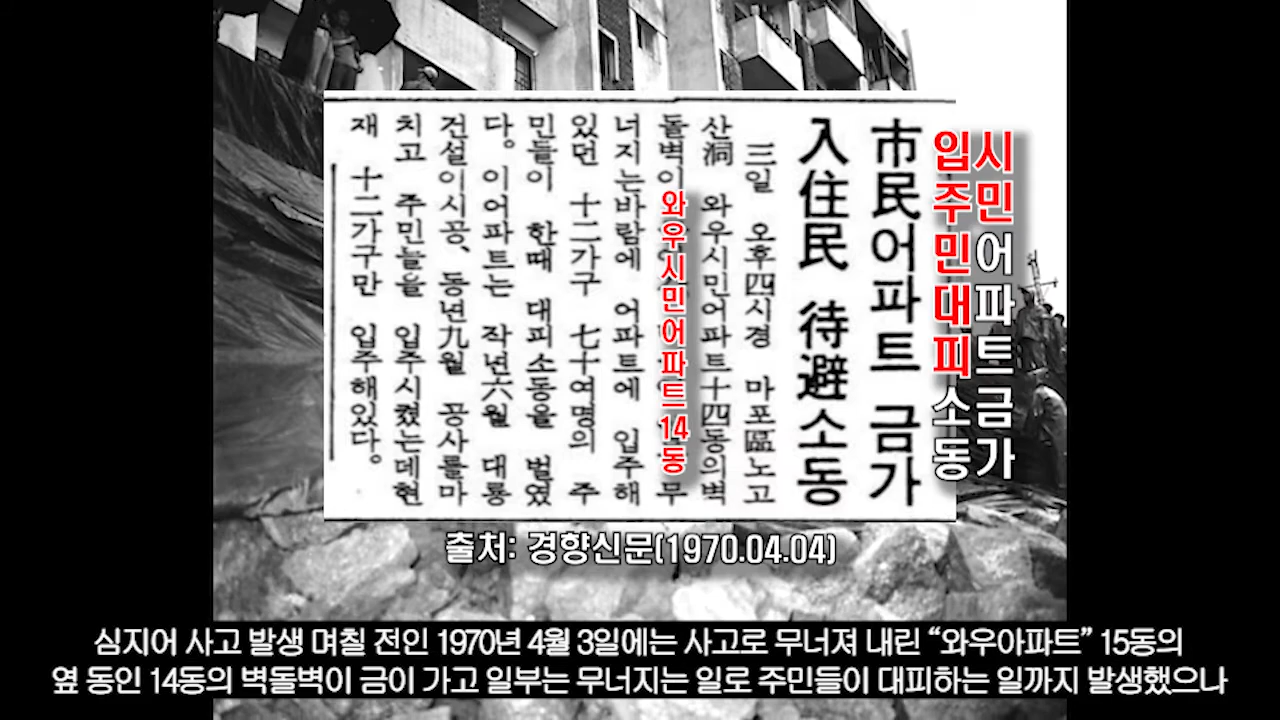 市民어파트 금가
入住民 待避소동
三일 오후四시경 마포區노고
산洞 와우시민어파트十四동의벽
돌벽이 무
너지는바람에 어파트에 입주해
있던 十二가구 七十여명의 주
민들이 한때 대피소동을 벌였
다。이어파트는 작년六월 대룡
건설이시공、동년九월 공사를마
치고 주민늘을 입주시켰는데현
재 十二가구만 입주해있다。
시민어파트금가
입주민대피소동
와우시민어파트14동
출처: 경향신문(1970.04.04)
심지어 사고 발생 며칠 전인 1970년 4월 3일에는 사고로 무너져 내린 “와우아파트” 15동의
옆 동인 14동의 벽돌벽이 금이 가고 일부는 무너지는 일로 주민들이 대피하는 일까지 발생했으나